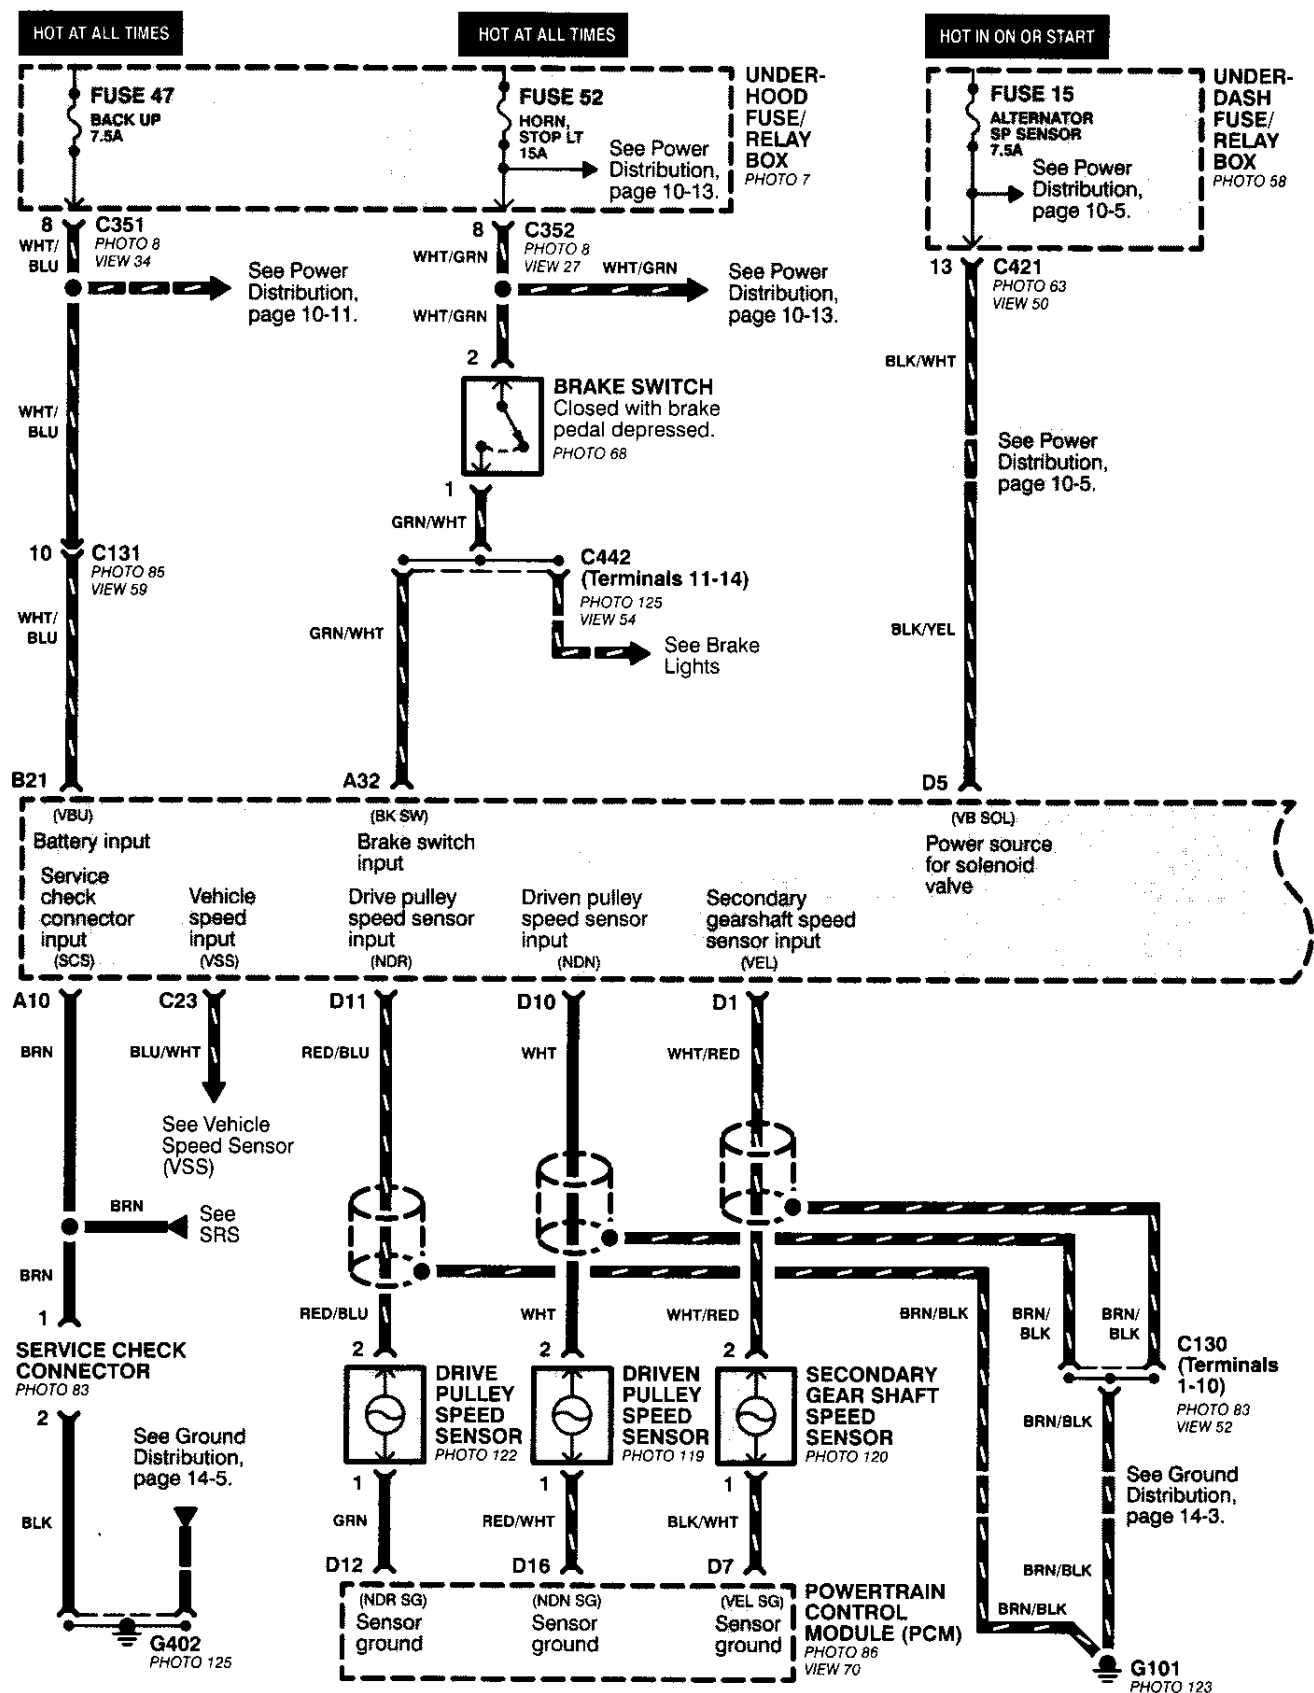 HOT AT ALL TIMES
HOT AT ALL TIMES
HOT IN ON OR START
FUSE 47
BACK UP
7.5A
FUSE 52
HORN,
STOP LT
15A
See Power
Distribution,
page 10-13.
UNDER-
HOOD
FUSE/
RELAY
BOX
PHOTO 7
FUSE 15
ALTERNATOR
SP SENSOR
7.5A
See Power
Distribution,
page 10-5.
UNDER-
DASH
FUSE/
RELAY
BOX
PHOTO 58
8
C351
PHOTO 8
VIEW 34
WHT/
BLU
See Power
Distribution,
page 10-11.
8
C352
PHOTO 8
VIEW 27
WHT/GRN
WHT/GRN
See Power
Distribution,
page 10-13.
WHT/GRN
13
C421
PHOTO 63
VIEW 50
BLK/WHT
2
BRAKE SWITCH
Closed with brake
pedal depressed.
PHOTO 68
WHT/
BLU
See Power
Distribution,
page 10-5.
1
GRN/WHT
10
C131
PHOTO 85
VIEW 59
C442
(Terminals 11-14)
PHOTO 125
VIEW 54
WHT/
BLU
GRN/WHT
See Brake
Lights
BLK/YEL
B21
A32
D5
(VBU)
Battery input
(BK SW)
Brake switch
input
(VB SOL)
Power source
for solenoid
valve
Service
check
connector
input
(SCS)
Vehicle
speed
input
(VSS)
Drive pulley
speed sensor
input
(NDR)
Driven pulley
speed sensor
input
(NDN)
Secondary
gearshaft speed
sensor input
(VEL)
A10
C23
D11
D10
D1
BRN
BLU/WHT
RED/BLU
WHT
WHT/RED
See Vehicle
Speed Sensor
(VSS)
BRN
See
SRS
BRN
1
RED/BLU
WHT
WHT/RED
BRN/BLK
BRN/
BLK
BRN/
BLK
SERVICE CHECK
CONNECTOR
PHOTO 83
2
2
DRIVE
PULLEY
SPEED
SENSOR
PHOTO 122
2
DRIVEN
PULLEY
SPEED
SENSOR
PHOTO 119
2
SECONDARY
GEAR SHAFT
SPEED
SENSOR
PHOTO 120
C130
(Terminals
1-10)
PHOTO 83
VIEW 52
BRN/BLK
See Ground
Distribution,
page 14-5.
See Ground
Distribution,
page 14-3.
1
1
1
BLK
GRN
RED/WHT
BLK/WHT
D12
D16
D7
(NDR SG)
Sensor
ground
(NDN SG)
Sensor
ground
(VEL SG)
Sensor
ground
POWERTRAIN
CONTROL
MODULE (PCM)
PHOTO 86
VIEW 70
BRN/BLK
BRN/BLK
G402
PHOTO 125
G101
PHOTO 123